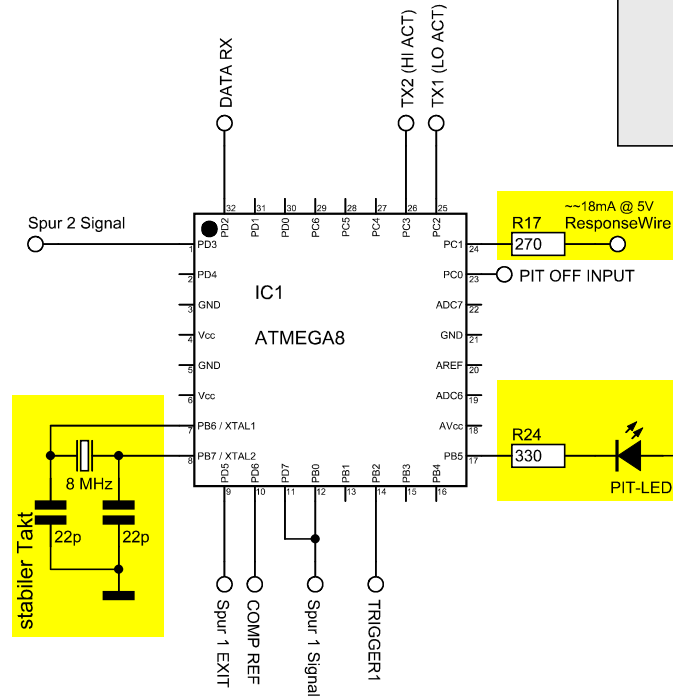 DATA RX
TX2 (HI ACT)
TX1 (LO ACT)
32
31
30
29
28
27
26
25
PD2
PD1
PD0
PC6
PC5
PC4
PC3
PC2
Spur 2 Signal
1
PD3
2
PD4
3
GND
4
Vcc
5
GND
6
Vcc
7
PB6 / XTAL1
8
PB7 / XTAL2
IC1
ATMEGA8
PC1
24
PC0
23
ADC7
22
GND
21
AREF
20
ADC6
19
AVcc
18
PB5
17
R17
270
~~18mA @ 5V
ResponseWire
PIT OFF INPUT
R24
330
PIT-LED
8 MHz
22p
22p
stabiler Takt
PD5
PD6
PD7
PB0
PB1
PB2
PB3
PB4
9
10
11
12
13
14
15
16
Spur 1 EXIT
COMP REF
Spur 1 Signal
TRIGGER1